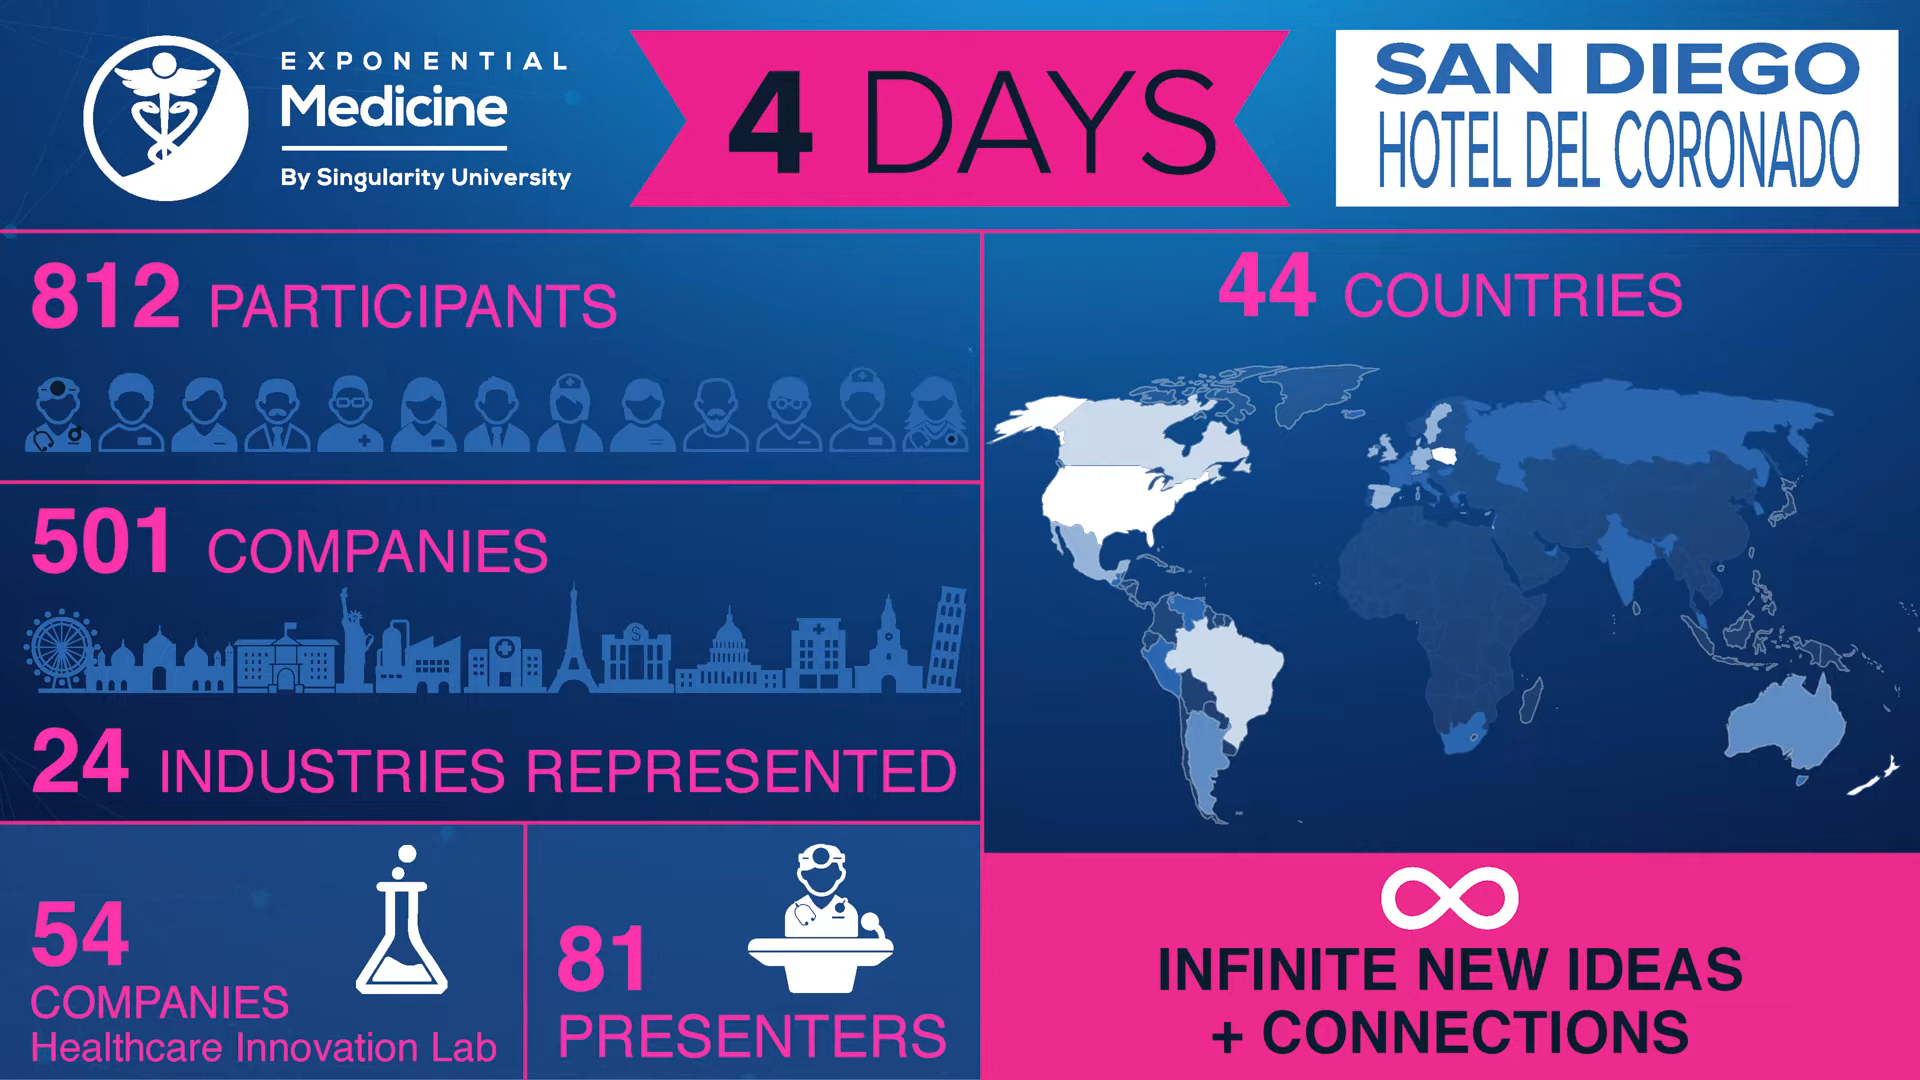 EXPONENTIAL
Medicine
By Singularity University
4 DAYS
SAN DIEGO
HOTEL DEL CORONADO
812 PARTICIPANTS
501 COMPANIES
24 INDUSTRIES REPRESENTED
54
COMPANIES
Healthcare Innovation Lab
81
PRESENTERS
44 COUNTRIES
INFINITE NEW IDEAS
+ CONNECTIONS